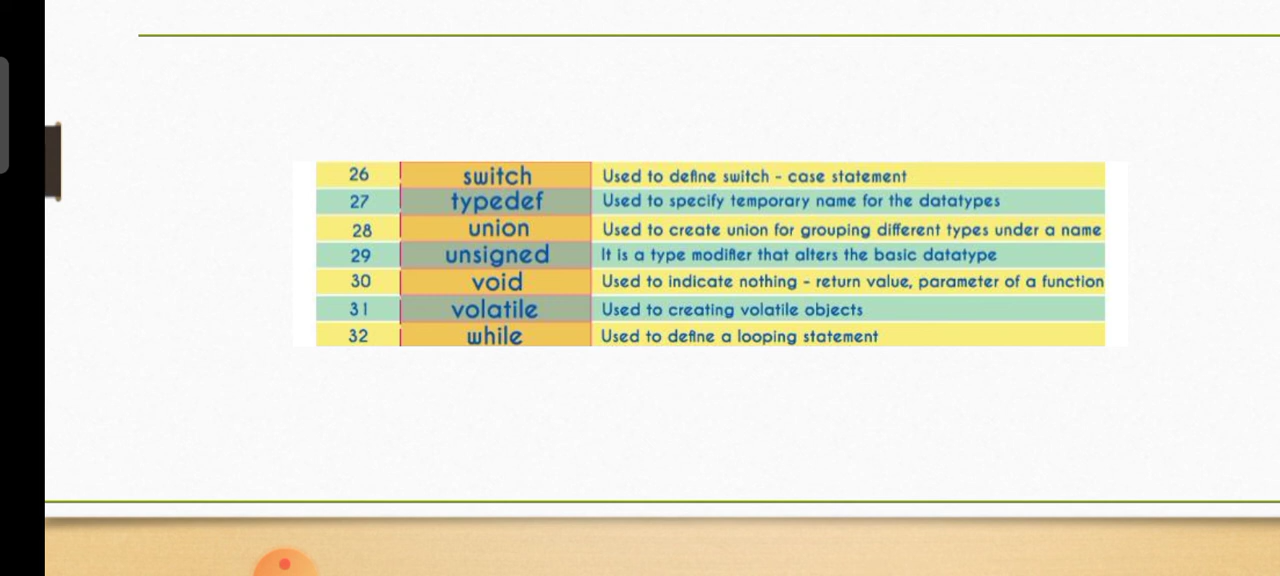 26 switch Used to define switch - case statement
27 typedef Used to specify temporary name for the datatypes
28 union Used to create union for grouping different types under a name
29 unsigned It is a type modifier that alters the basic datatype
30 void Used to indicate nothing - return value, parameter of a function
31 volatile Used to creating volatile objects
32 while Used to define a looping statement